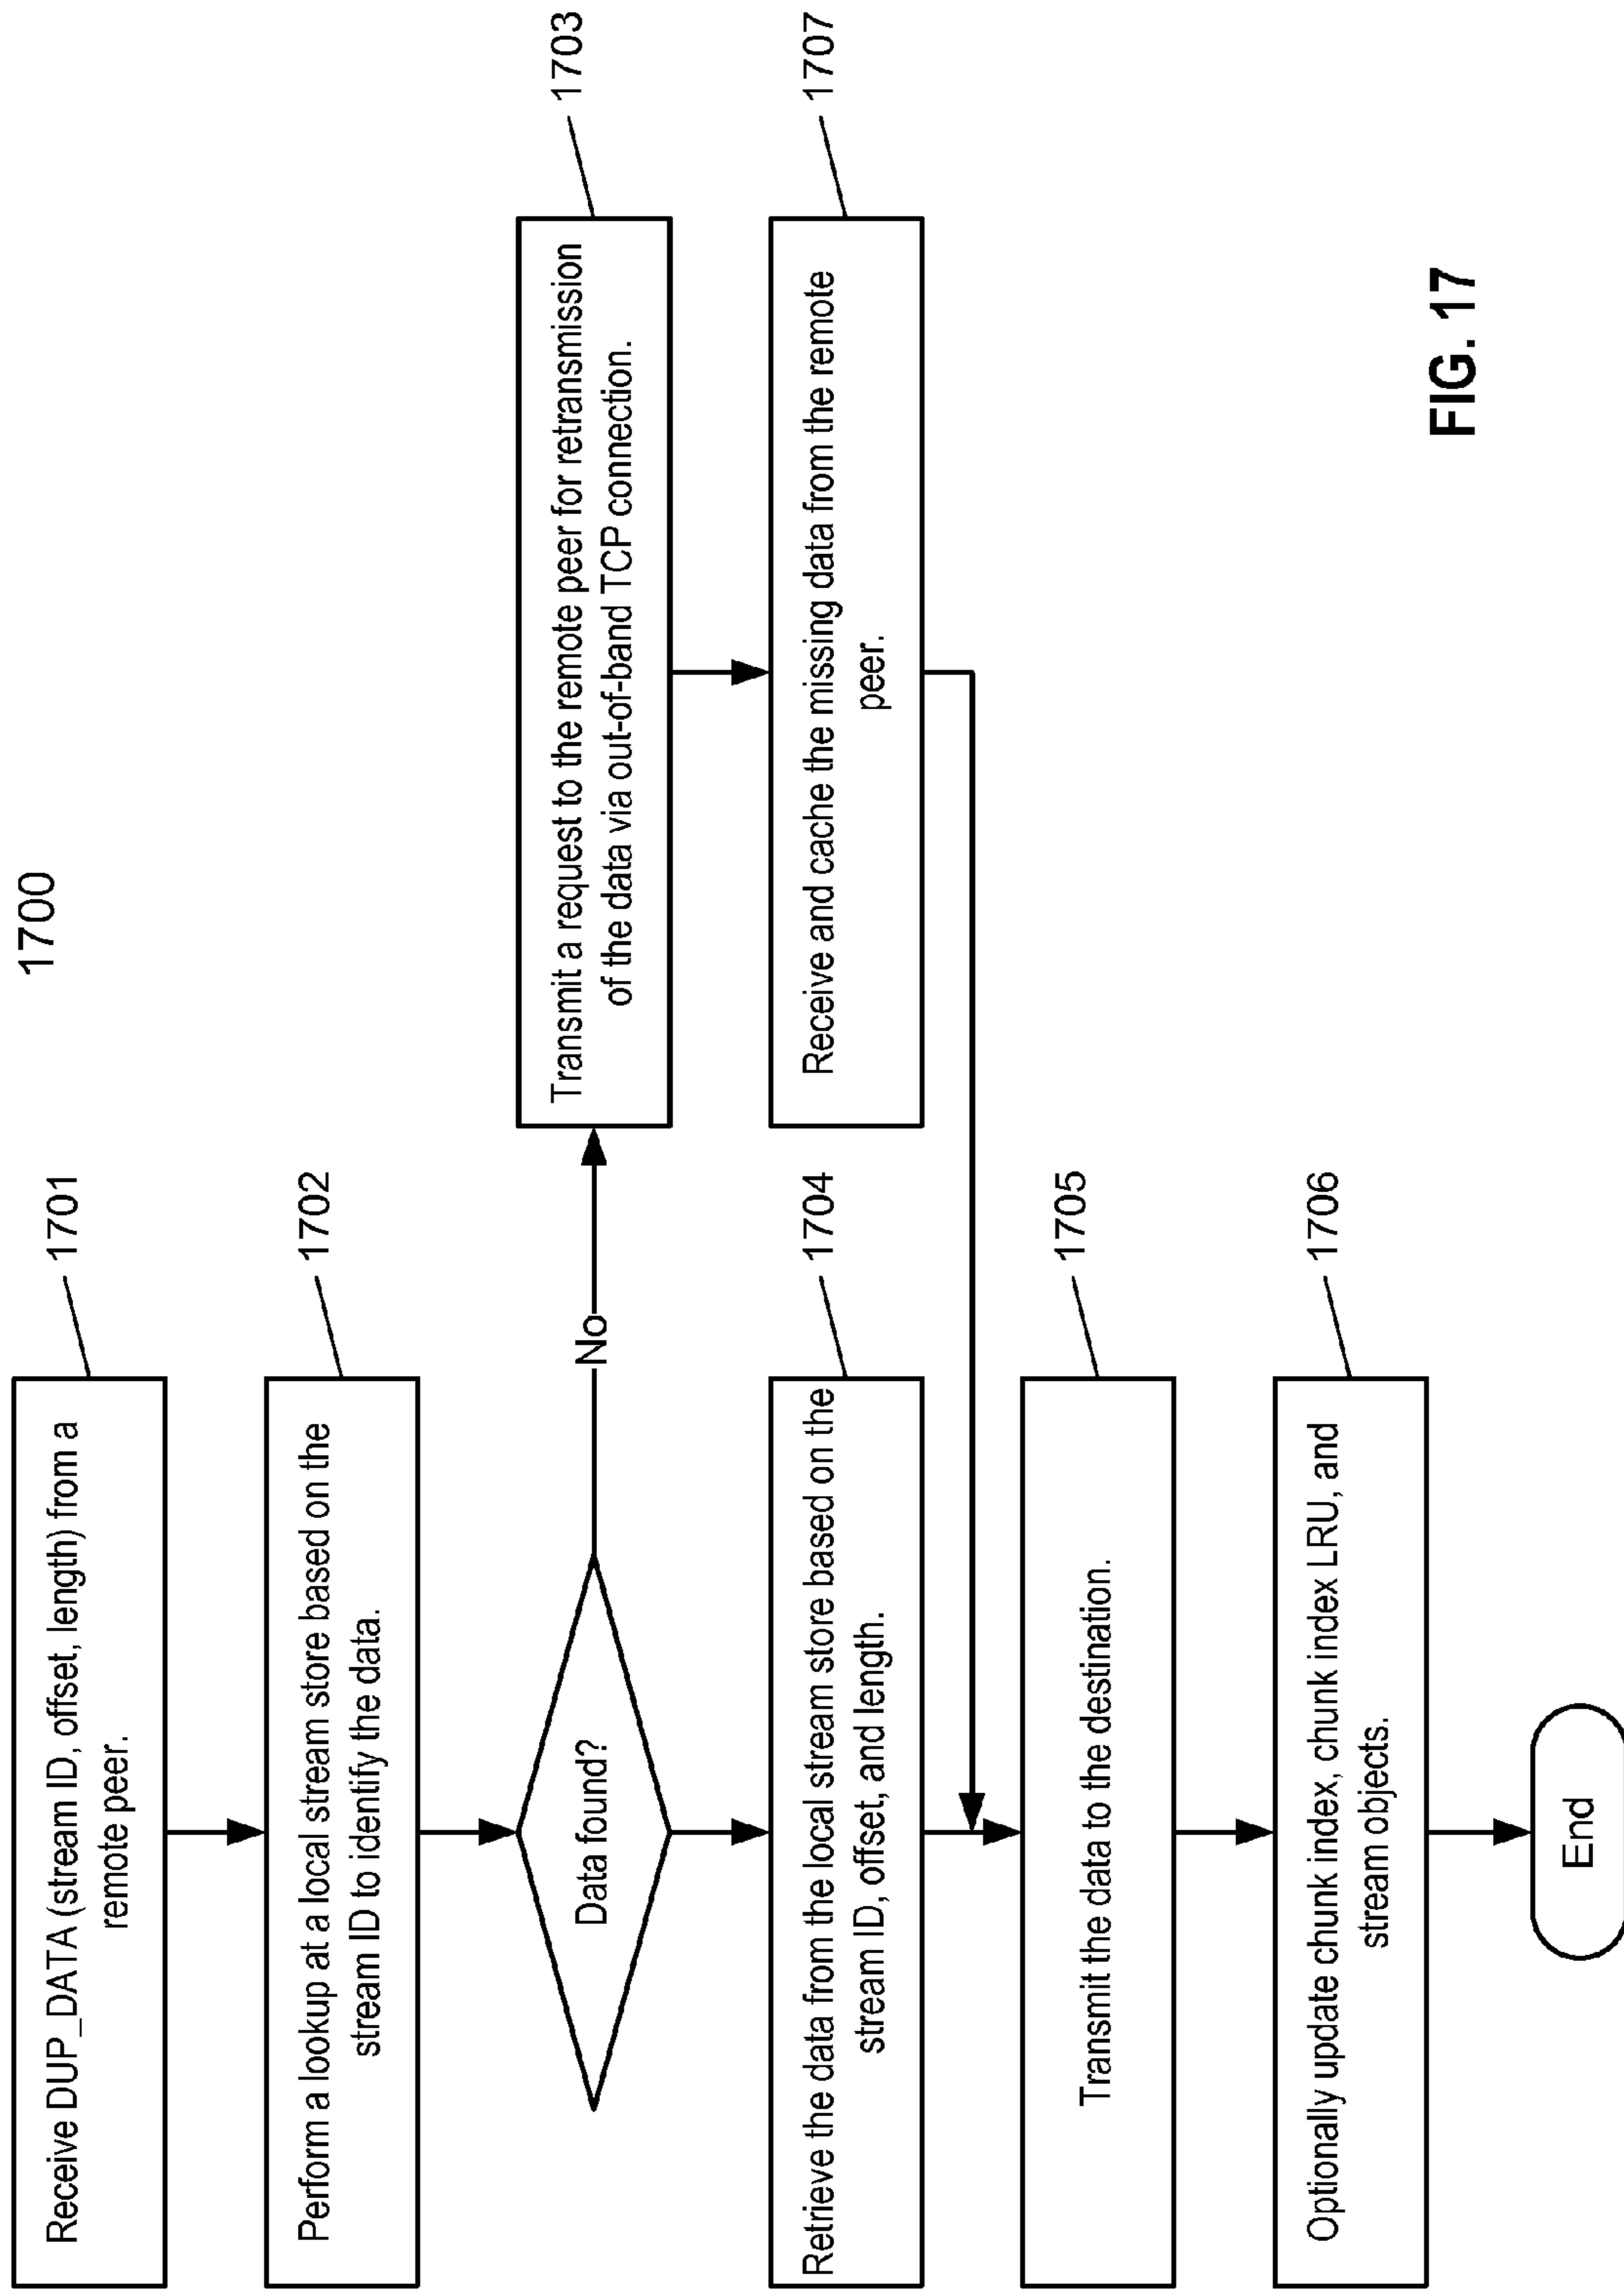 1700
Receive DUP_DATA (stream ID, offset, length) from a
remote peer.
1701
Perform a lookup at a local stream store based on the
stream ID to identify the data.
1702
Data found?
No
Transmit a request to the remote peer for retransmission
of the data via out-of-band TCP connection.
1703
Retrieve the data from the local stream store based on the
stream ID, offset, and length.
1704
Receive and cache the missing data from the remote
peer.
1707
Transmit the data to the destination.
1705
Optionally update chunk index, chunk index LRU, and
stream objects.
1706
End
FIG. 17